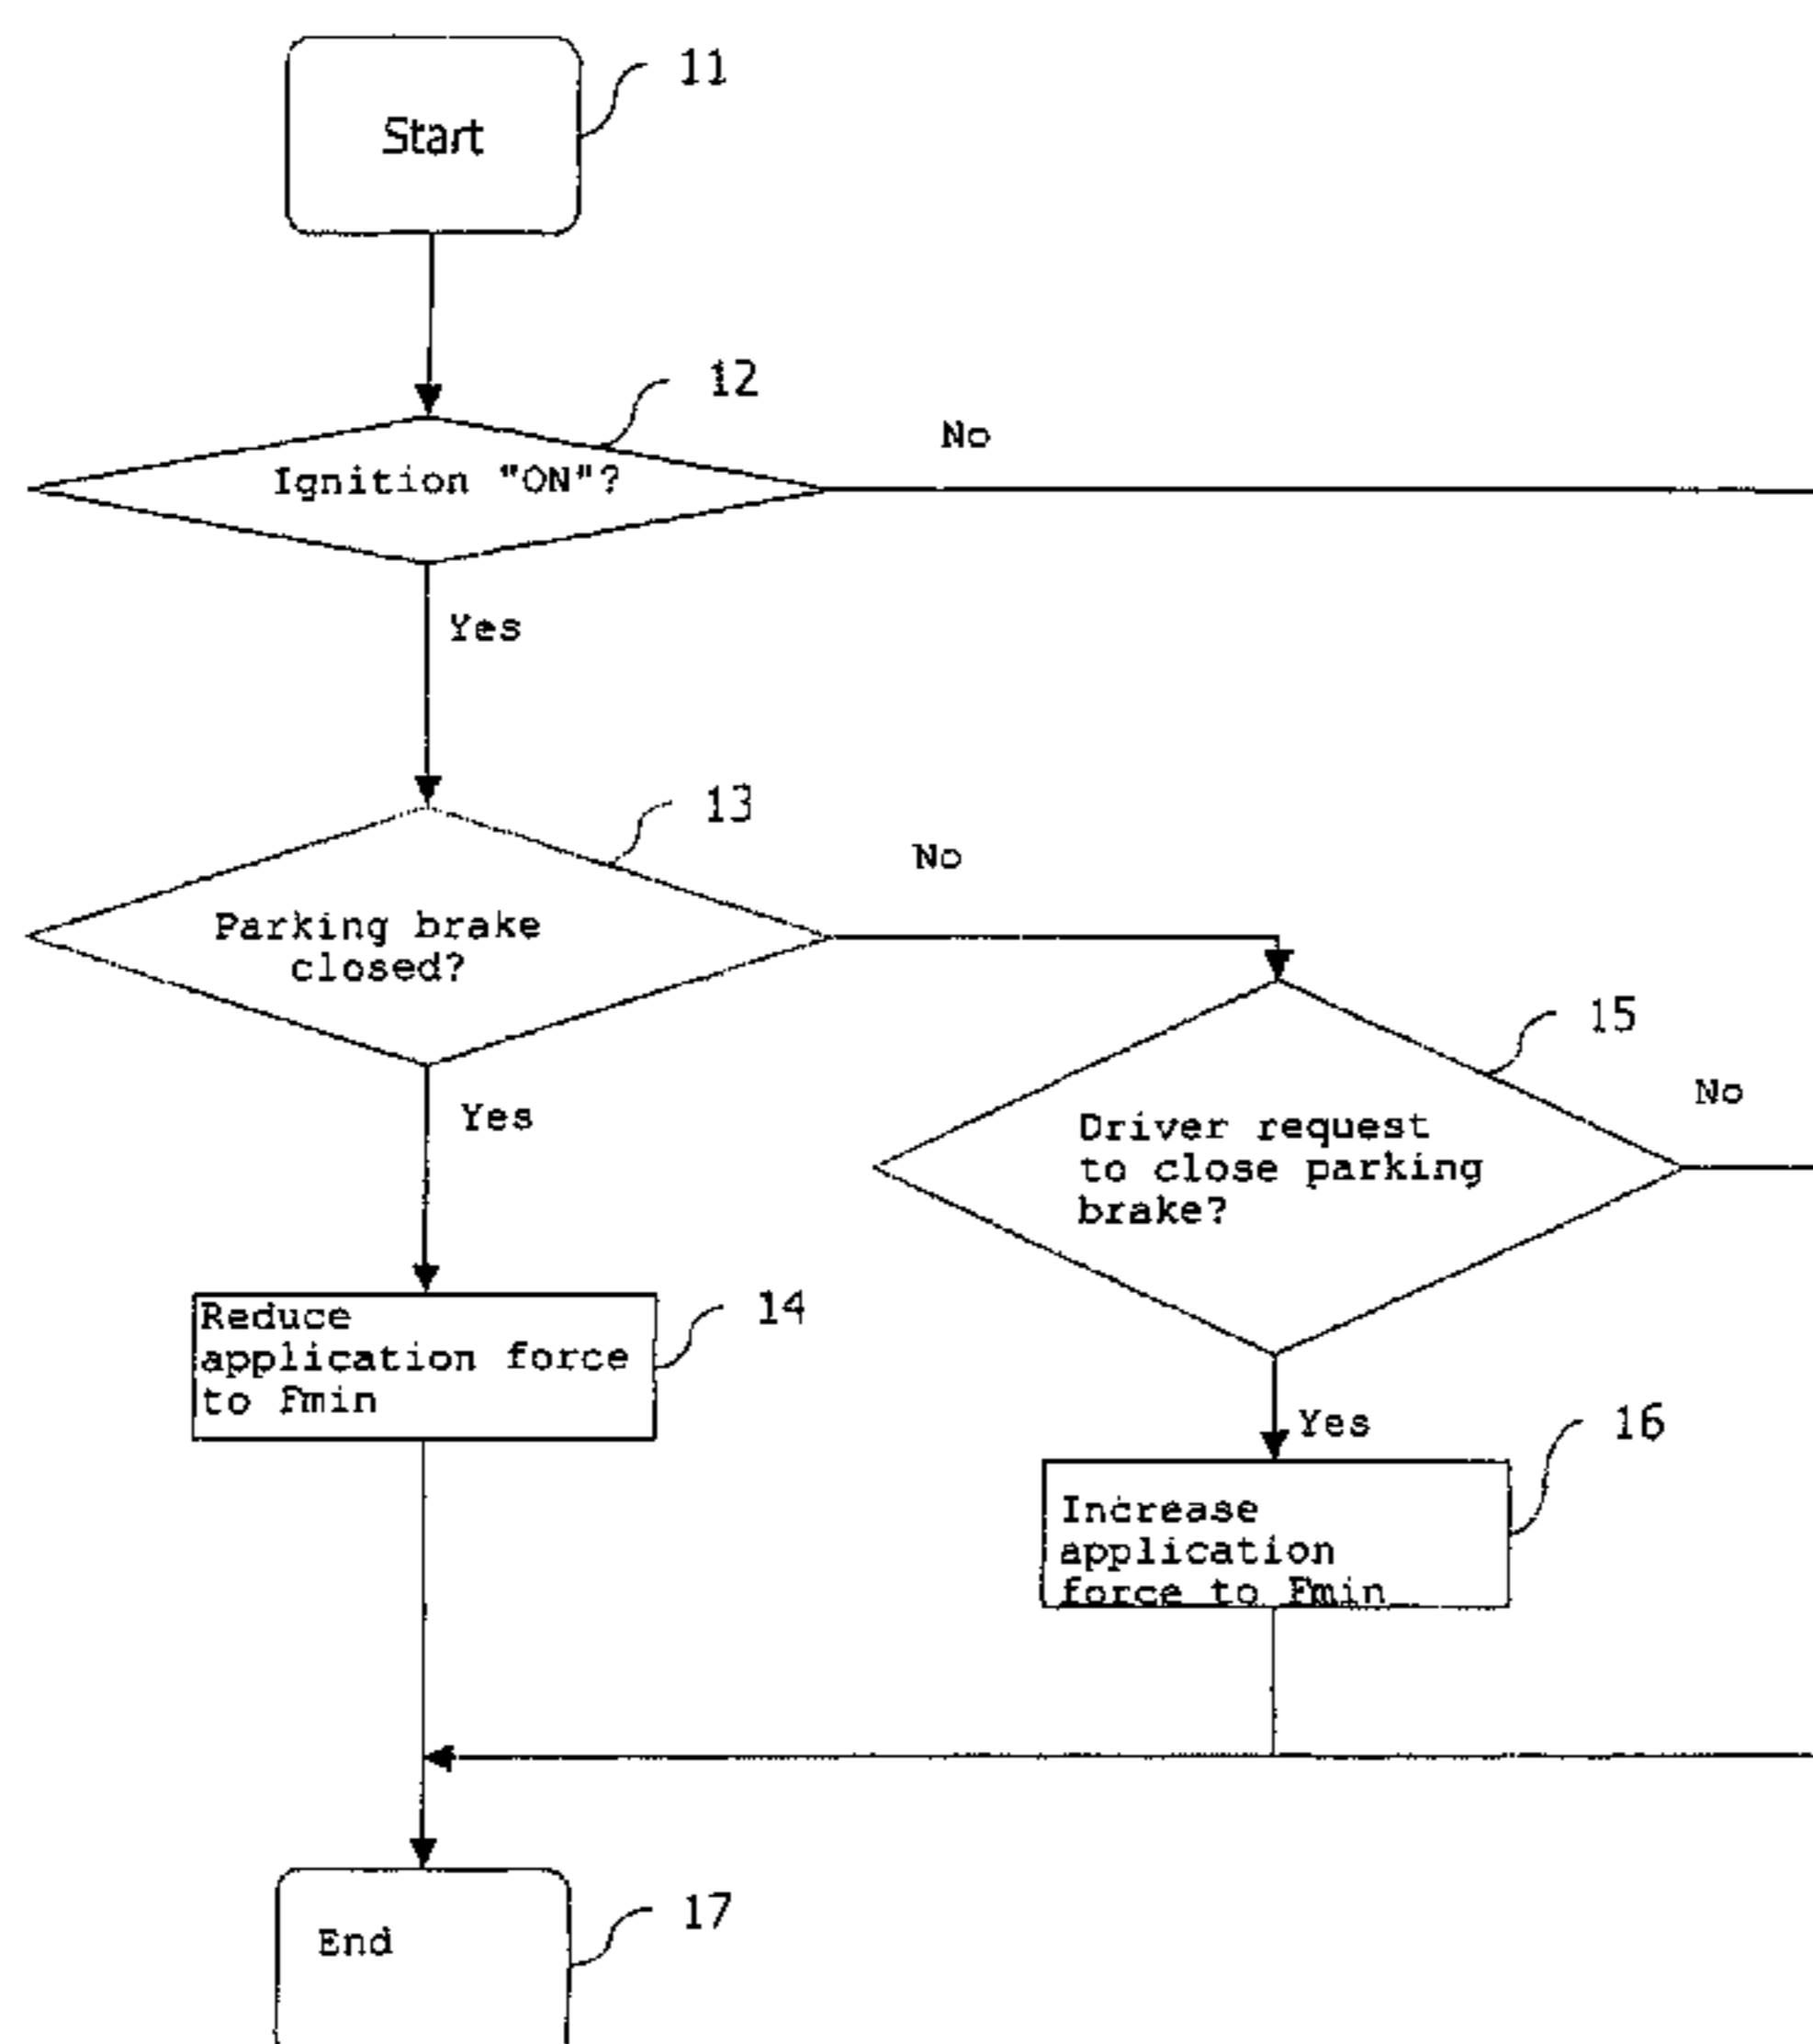 11
Start
12
No
Ignition "ON"?
Yes
13
No
Parking brake
closed?
15
No
Yes
Driver request
to close parking
brake?
14
Reduce
application force
to Fmin
Yes
16
Increase
application
force to Fmin
17
End